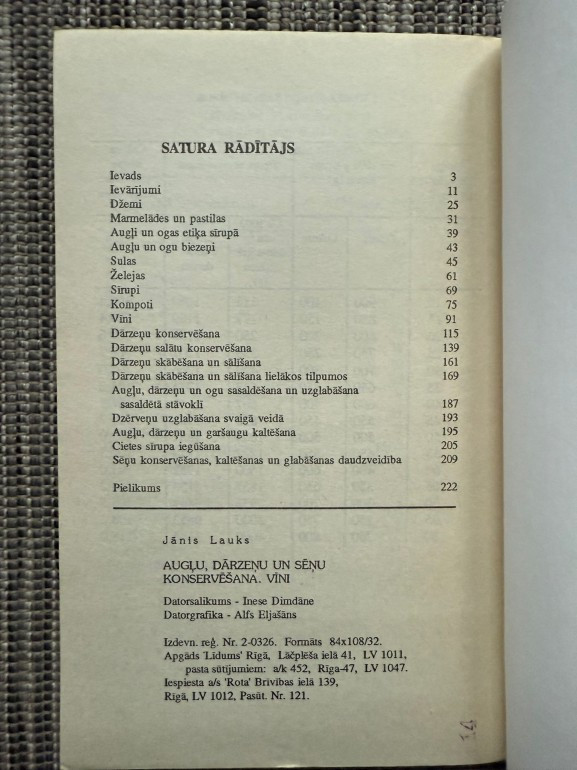 SATURA RĀDĪTĀJS
Ievads 3
Ievārījumi 11
Džemi 25
Marmelādes un pastilas 31
Augļi un ogas etiķa sīrupā 39
Augļu un ogu biezeņi 43
Sulas 45
Želejas 61
Sīrupi 69
Kompoti 75
Vīni 91
Dārzeņu konservēšana 115
Dārzeņu salātu konservēšana 139
Dārzeņu skābēšana un sālīšana 161
Dārzeņu skābēšana un sālīšana lielākos tilpumos 169
Augļu, dārzeņu un ogu sasaldēšana un uzglabāšana
sasaldētā stāvoklī 187
Dzērveņu uzglabāšana svaigā veidā 193
Augļu, dārzeņu un garšaugu kaltēšana 195
Cietes sīrupa iegūšana 205
Sēņu konservēšanas, kaltēšanas un glabāšanas daudzveidība 209
Pielikums 222
Jānis Lauks
AUGĻU, DĀRZEŅU UN SĒŅU
KONSERVĒŠANA. VĪNI
Datorsalikums - Inese Dimdāne
Datorgrafika - Alfs Eljašāns
Izdevn. reģ. Nr. 2-0326. Formāts 84x108/32.
Apgāds 'Līdums' Rīgā, Lāčplēša ielā 41, LV 1011,
pasta sūtījumiem: a/k 452, Rīga-47, LV 1047.
Iespiesta a/s 'Rota' Brīvības ielā 139,
Rīgā, LV 1012, Pasūt. Nr. 121.